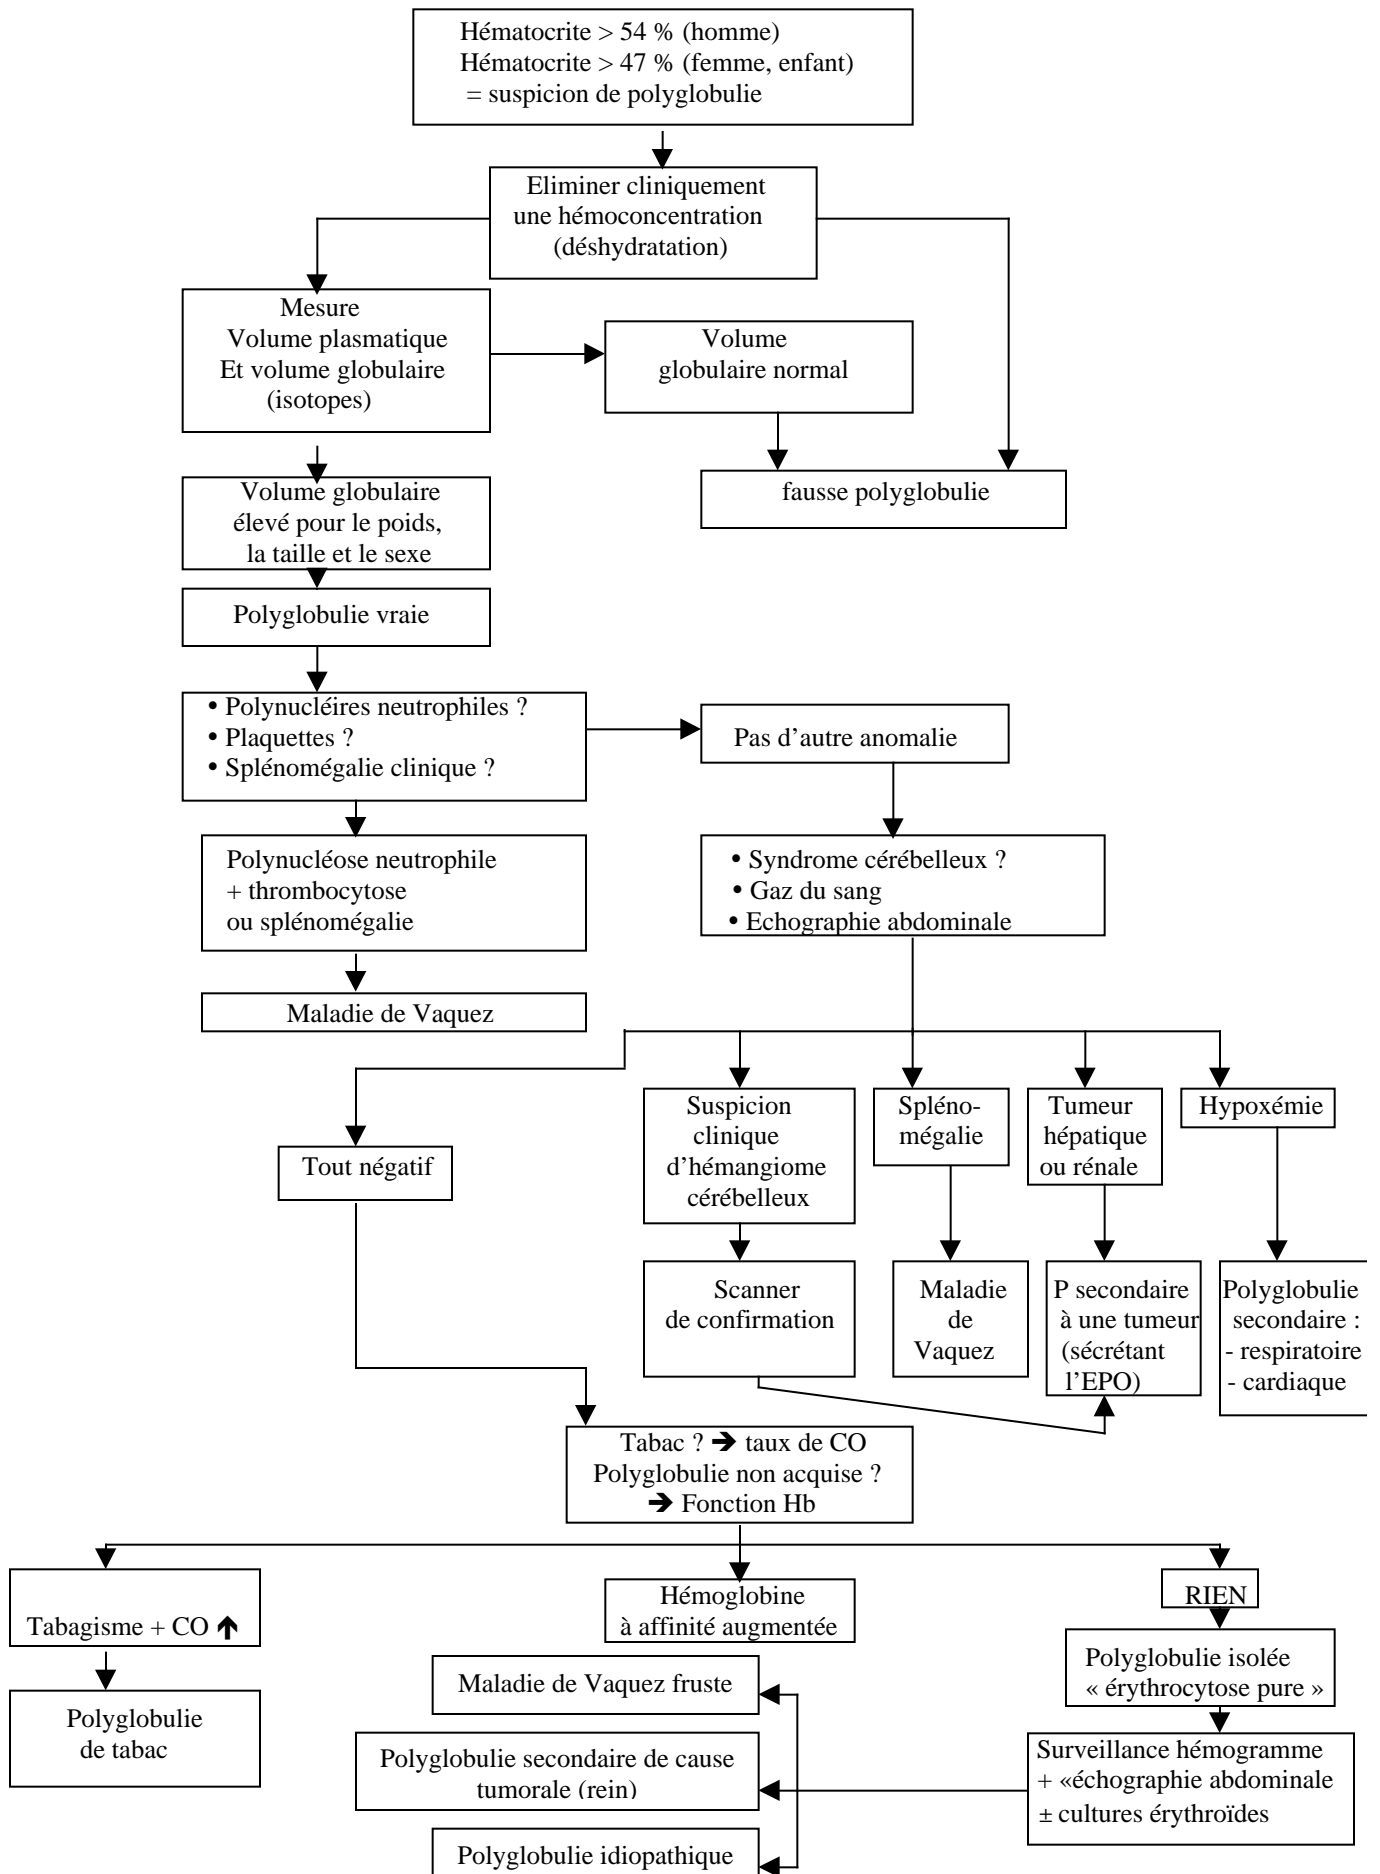 Hématocrite > 54 % (homme)
Hématocrite > 47 % (femme, enfant)
= suspicion de polyglobulie
Eliminer cliniquement
une hémoconcentration
(déshydratation)
Mesure
Volume plasmatique
Et volume globulaire
(isotopes)
Volume
globulaire normal
Volume globulaire
élevé pour le poids,
la taille et le sexe
fausse polyglobulie
Polyglobulie vraie
• Polynucléires neutrophiles ?
• Plaquettes ?
• Splénomégalie clinique ?
Pas d’autre anomalie
Polynucléose neutrophile
+ thrombocytose
ou splénomégalie
• Syndrome cérébelleux ?
• Gaz du sang
• Echographie abdominale
Maladie de Vaquez
Tout négatif
Suspicion
clinique
d’hémangiome
cérébelleux
Spléno-
mégalie
Tumeur
hépatique
ou rénale
Hypoxémie
Scanner
de confirmation
Maladie
de
Vaquez
P secondaire
à une tumeur
(sécrétant
l’EPO)
Polyglobulie
secondaire :
- respiratoire
- cardiaque
Tabac ? ➔ taux de CO
Polyglobulie non acquise ?
➔ Fonction Hb
Tabagisme + CO ↑
Hémoglobine
à affinité augmentée
RIEN
Polyglobulie
de tabac
Polyglobulie isolée
« érythrocytose pure »
Surveillance hémogramme
+ «échographie abdominale
± cultures érythroïdes
Maladie de Vaquez fruste
Polyglobulie secondaire de cause
tumorale (rein)
Polyglobulie idiopathique